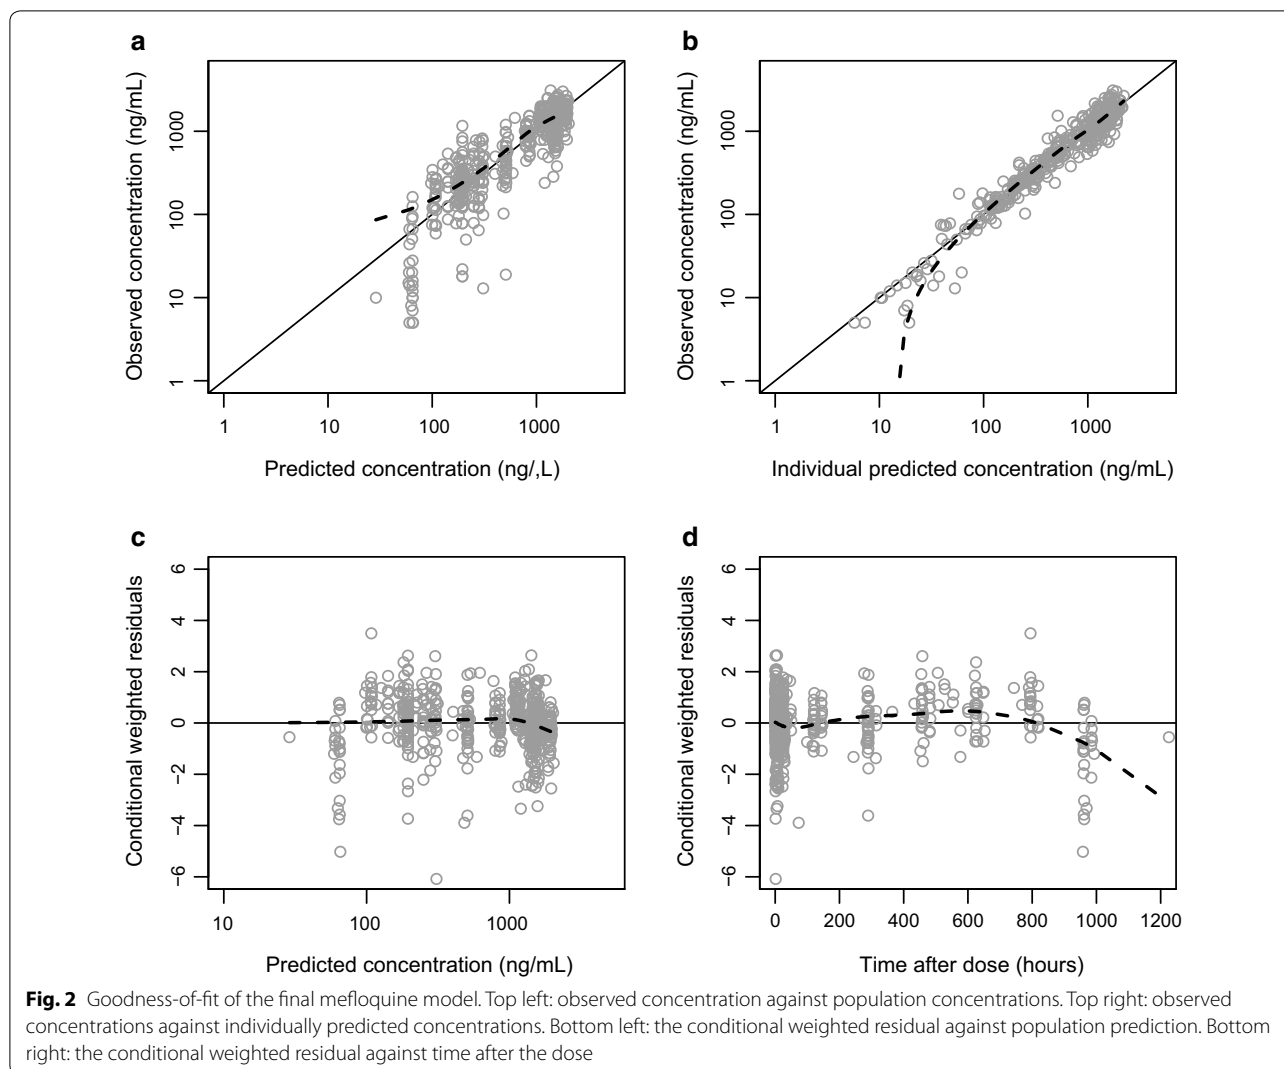 a
b
Observed concentration (ng/mL)
1 10 100 1000
1 10 100 1000
Predicted concentration (ng/,L)
Observed concentration (ng/mL)
1 10 100 1000
1 10 100 1000
Individual predicted concentration (ng/mL)
c
d
Conditional weighted residuals
−6 −4 −2 0 2 4 6
10 100 1000
Predicted concentration (ng/mL)
Conditional weighted residuals
−6 −4 −2 0 2 4 6
0 200 400 600 800 1000 1200
Time after dose (hours)
Fig. 2 Goodness-of-fit of the final mefloquine model. Top left: observed concentration against population concentrations. Top right: observed
concentrations against individually predicted concentrations. Bottom left: the conditional weighted residual against population prediction. Bottom
right: the conditional weighted residual against time after the dose